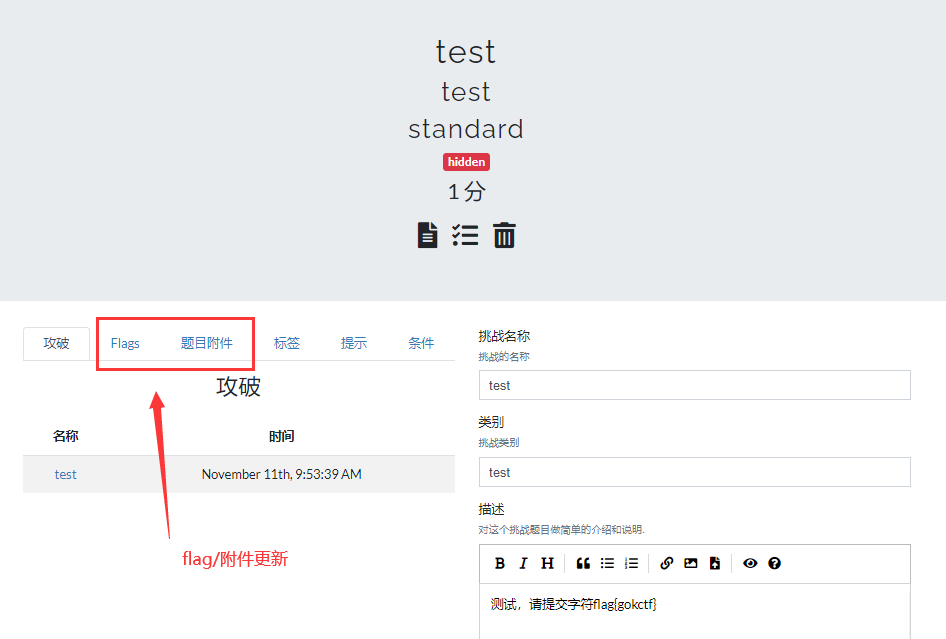 test
test
standard
hidden
1 分
攻破
Flags
题目附件
标签
提示
条件
攻破
名称
时间
test
November 11th, 9:53:39 AM
flag/附件更新
挑战名称
挑战的名称
test
类别
挑战类别
test
描述
对这个挑战题目做简单的介绍和说明.
B I H
测试，请提交字符flag{gokctf}